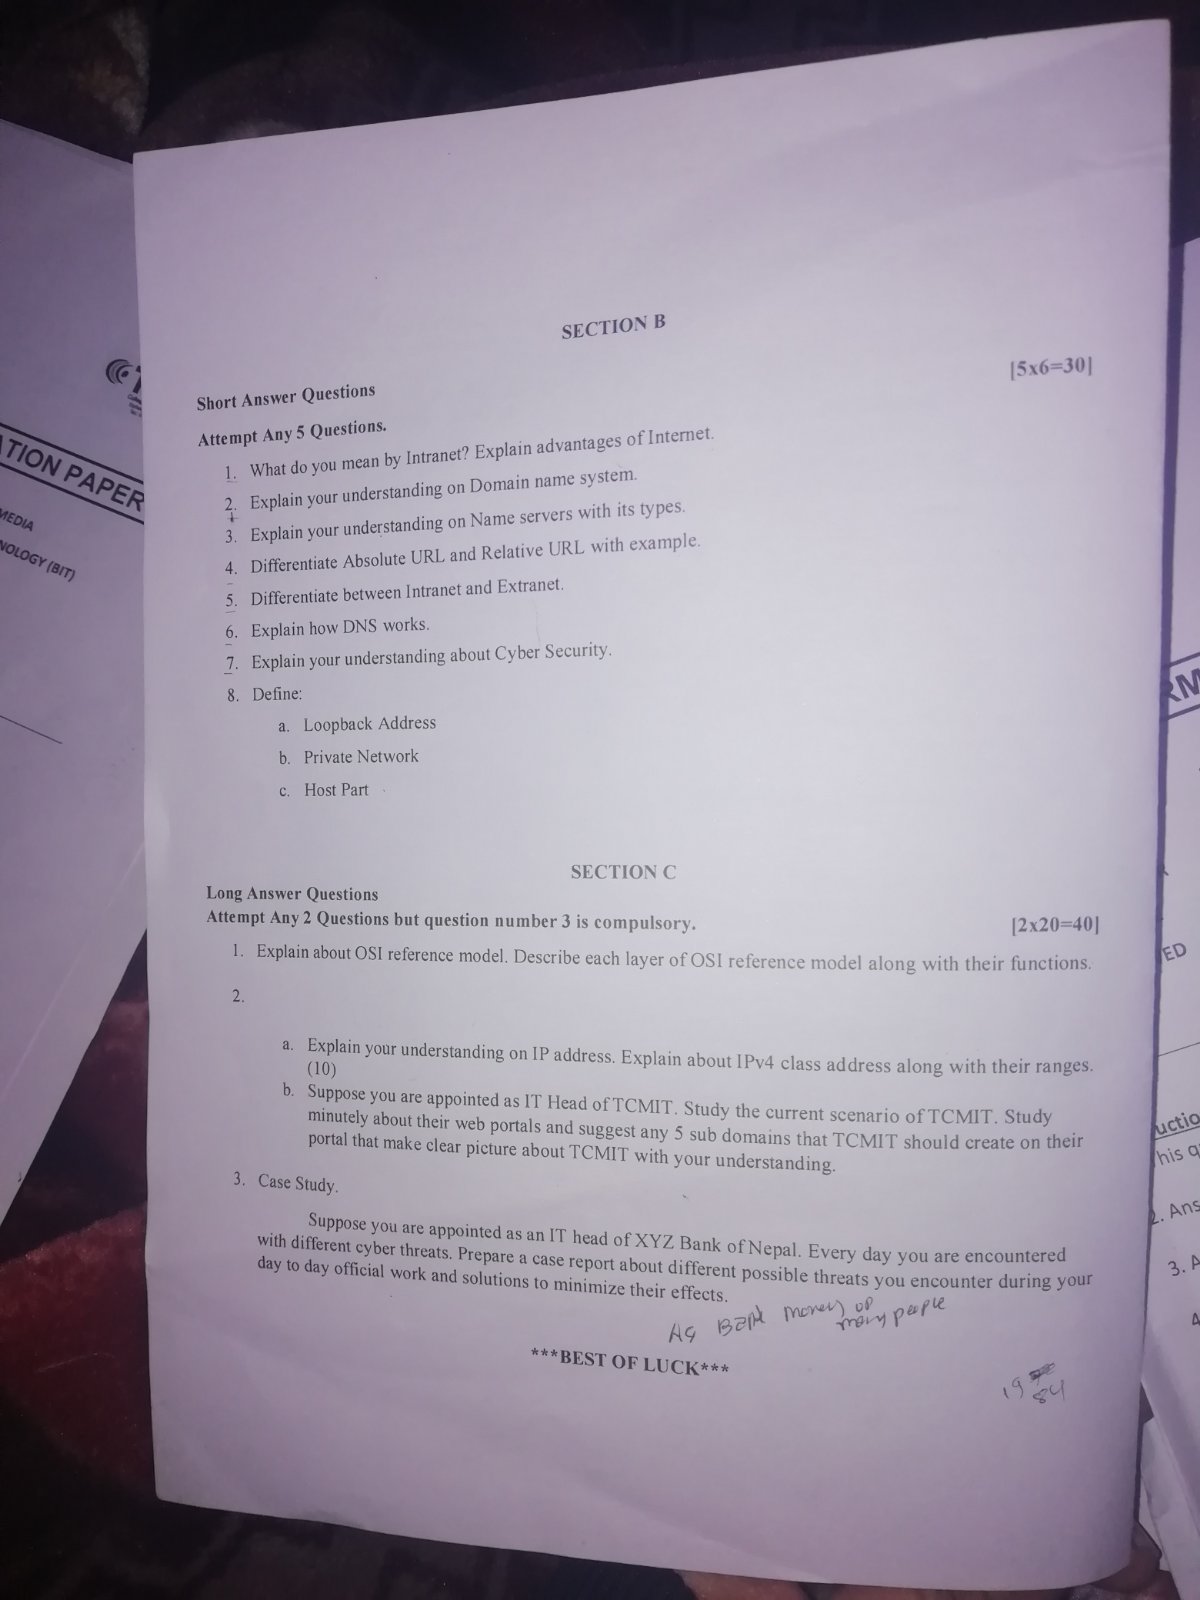 SECTION B
[5x6=30]
Short Answer Questions
Attempt Any 5 Questions.
1. What do you mean by Intranet? Explain advantages of Internet.
2. Explain your understanding on Domain name system.
3. Explain your understanding on Name servers with its types.
4. Differentiate Absolute URL and Relative URL with example.
5. Differentiate between Intranet and Extranet.
6. Explain how DNS works.
7. Explain your understanding about Cyber Security.
8. Define:
a. Loopback Address
b. Private Network
c. Host Part
SECTION C
Long Answer Questions
Attempt Any 2 Questions but question number 3 is compulsory.
[2x20=40]
1. Explain about OSI reference model. Describe each layer of OSI reference model along with their functions.
2.
a. Explain your understanding on IP address. Explain about IPv4 class address along with their ranges.
(10)
b. Suppose you are appointed as IT Head of TCMIT. Study the current scenario of TCMIT. Study
minutely about their web portals and suggest any 5 sub domains that TCMIT should create on their
portal that make clear picture about TCMIT with your understanding.
3. Case Study.
Suppose you are appointed as an IT head of XYZ Bank of Nepal. Every day you are encountered
with different cyber threats. Prepare a case report about different possible threats you encounter during your
day to day official work and solutions to minimize their effects.
money of
many people
***BEST OF LUCK***
19
84
ATION PAPER
MEDIA
NOLOGY (BIT)
RM
ED
uctio
his q
2. Ans
3. A